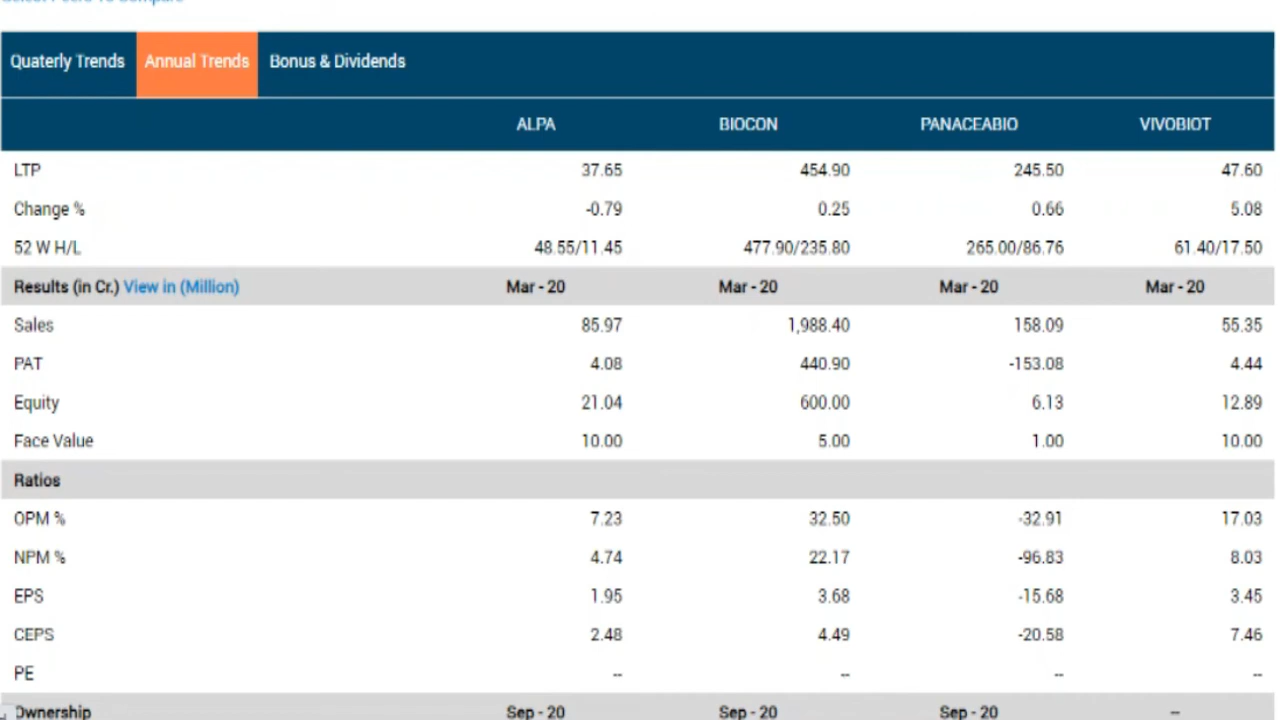 Select Peers To Compare
Quaterly Trends Annual Trends Bonus & Dividends
ALPA BIOCON PANACEABIO VIVOBIOT
LTP 37.65 454.90 245.50 47.60
Change % -0.79 0.25 0.66 5.08
52 W H/L 48.55/11.45 477.90/235.80 265.00/86.76 61.40/17.50
Results (in Cr.) View in (Million) Mar - 20 Mar - 20 Mar - 20 Mar - 20
Sales 85.97 1,988.40 158.09 55.35
PAT 4.08 440.90 -153.08 4.44
Equity 21.04 600.00 6.13 12.89
Face Value 10.00 5.00 1.00 10.00
Ratios
OPM % 7.23 32.50 -32.91 17.03
NPM % 4.74 22.17 -96.83 8.03
EPS 1.95 3.68 -15.68 3.45
CEPS 2.48 4.49 -20.58 7.46
PE -- -- -- --
Ownership Sep - 20 Sep - 20 Sep - 20 --